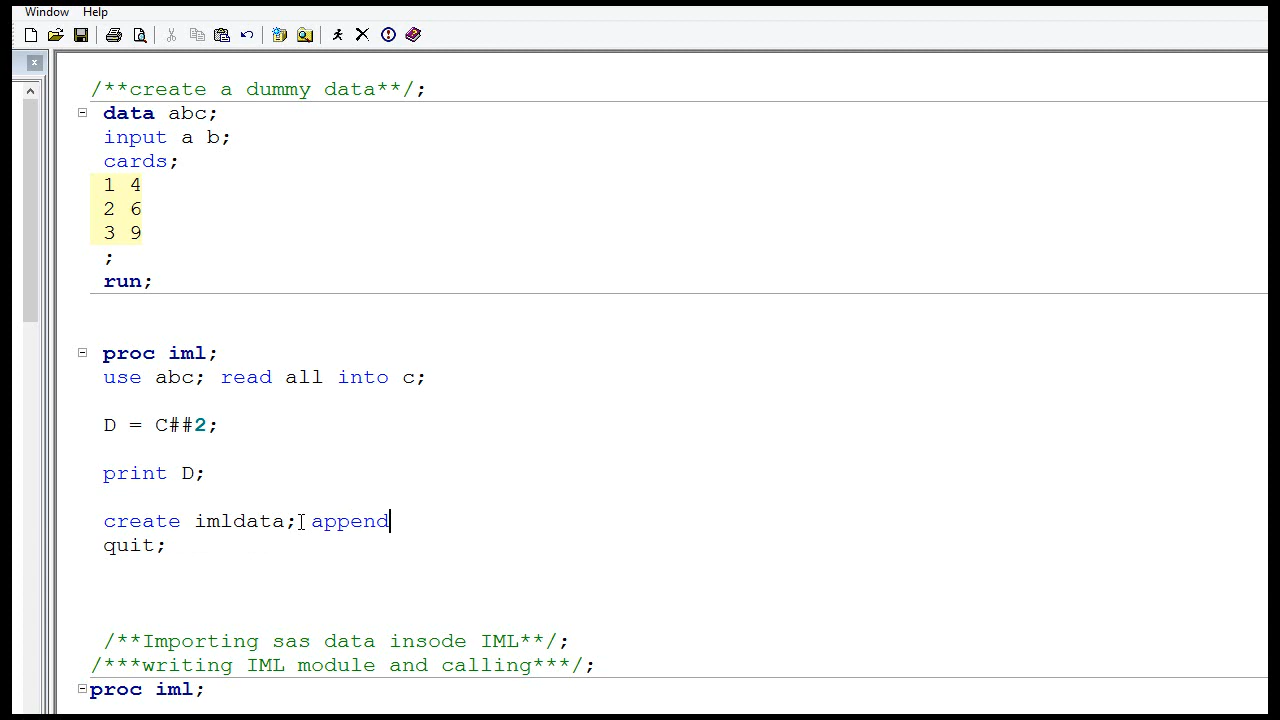 Window Help
/**create a dummy data**/;
data abc;
input a b;
cards;
1 4
2 6
3 9
;
run;
proc iml;
use abc; read all into c;
D = C##2;
print D;
create imldata; append
quit;
/**Importing sas data insode IML**/;
/***writing IML module and calling***/;
proc iml;